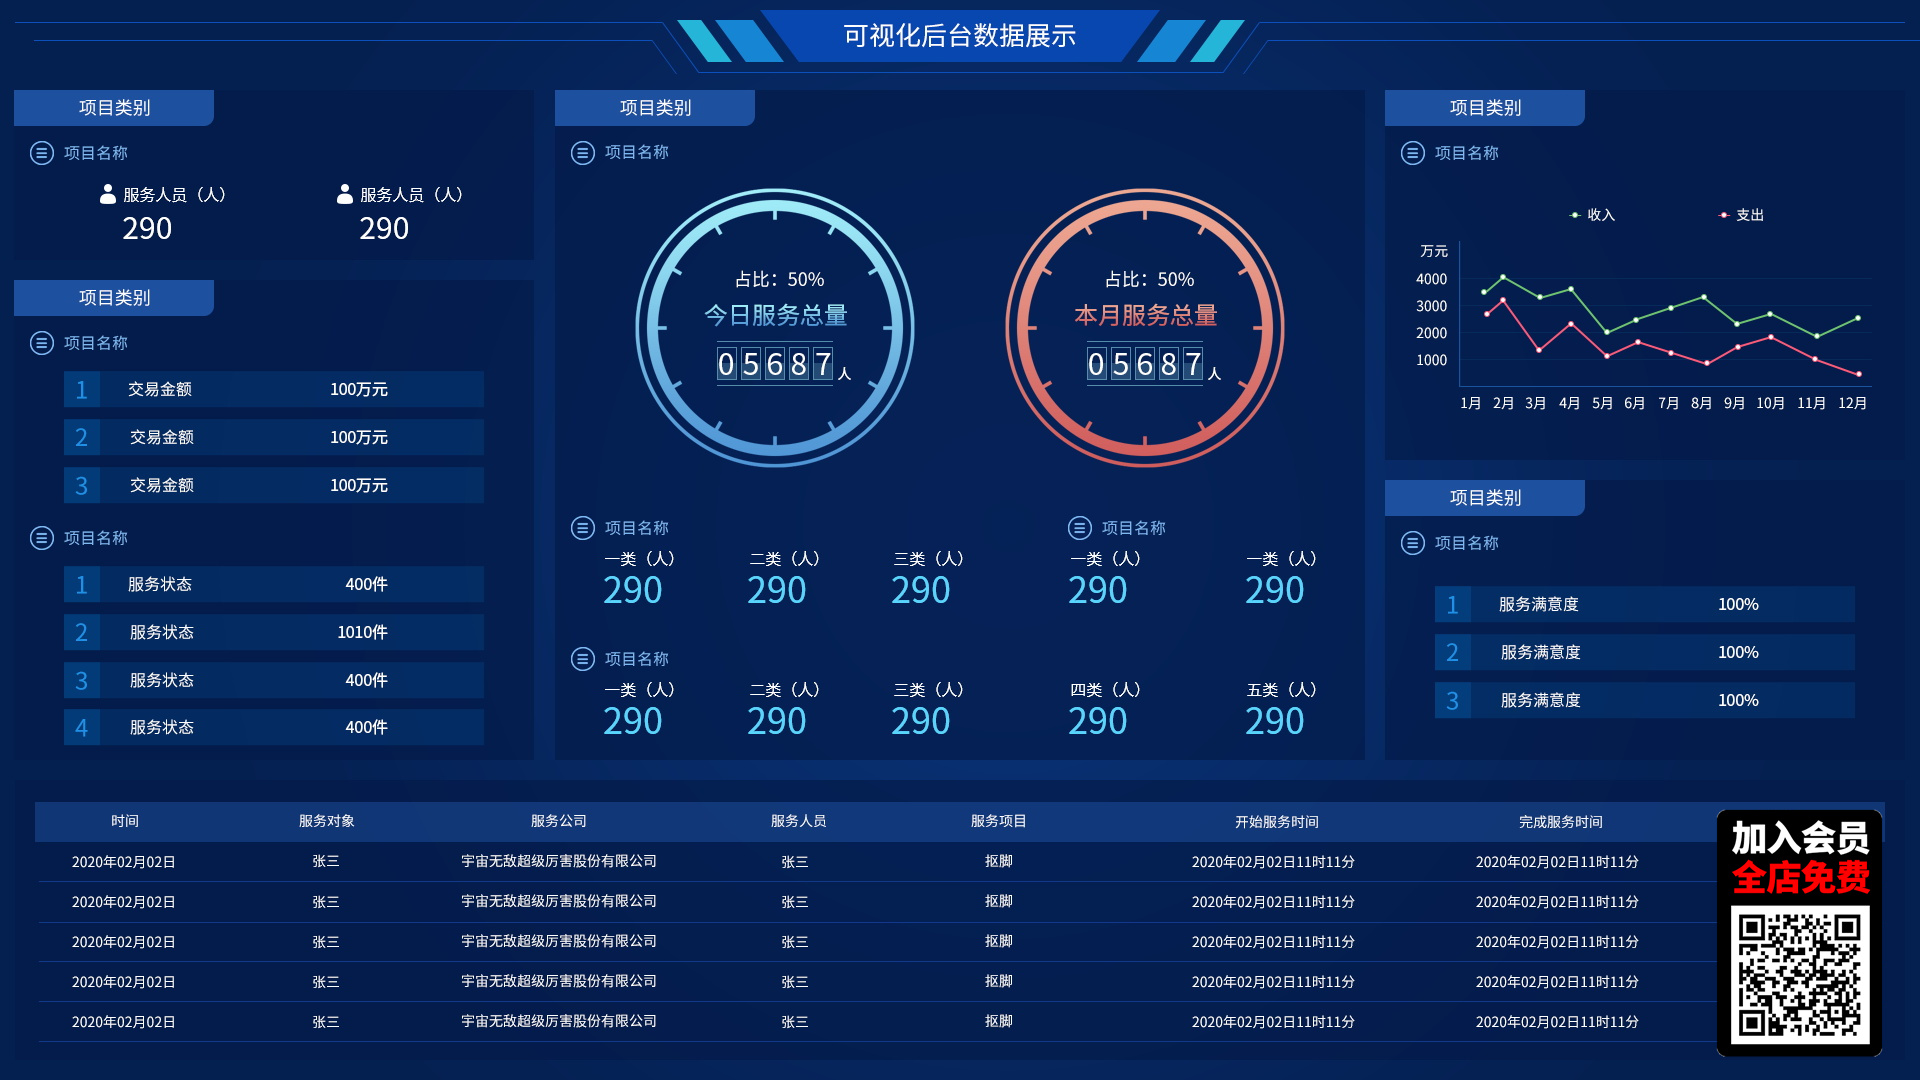 可视化后台数据展示
项目类别
项目名称
服务人员（人） 服务人员（人）
290 290
项目类别
项目名称
1 交易金额 100万元
2 交易金额 100万元
3 交易金额 100万元
项目名称
1 服务状态 400件
2 服务状态 1010件
3 服务状态 400件
4 服务状态 400件
项目类别
项目名称
占比：50%
今日服务总量
05687人
占比：50%
本月服务总量
05687人
项目名称 项目名称
一类（人） 二类（人） 三类（人） 一类（人） 一类（人）
290 290 290 290 290
项目名称
一类（人） 二类（人） 三类（人） 四类（人） 五类（人）
290 290 290 290 290
项目类别
项目名称
收入 支出
万元
4000
3000
2000
1000
1月 2月 3月 4月 5月 6月 7月 8月 9月 10月 11月 12月
项目类别
项目名称
1 服务满意度 100%
2 服务满意度 100%
3 服务满意度 100%
时间 服务对象 服务公司 服务人员 服务项目 开始服务时间 完成服务时间
2020年02月02日 张三 宇宙无敌超级厉害股份有限公司 张三 抠脚 2020年02月02日11时11分 2020年02月02日11时11分
2020年02月02日 张三 宇宙无敌超级厉害股份有限公司 张三 抠脚 2020年02月02日11时11分 2020年02月02日11时11分
2020年02月02日 张三 宇宙无敌超级厉害股份有限公司 张三 抠脚 2020年02月02日11时11分 2020年02月02日11时11分
2020年02月02日 张三 宇宙无敌超级厉害股份有限公司 张三 抠脚 2020年02月02日11时11分 2020年02月02日11时11分
2020年02月02日 张三 宇宙无敌超级厉害股份有限公司 张三 抠脚 2020年02月02日11时11分 2020年02月02日11时11分
加入会员
全店免费